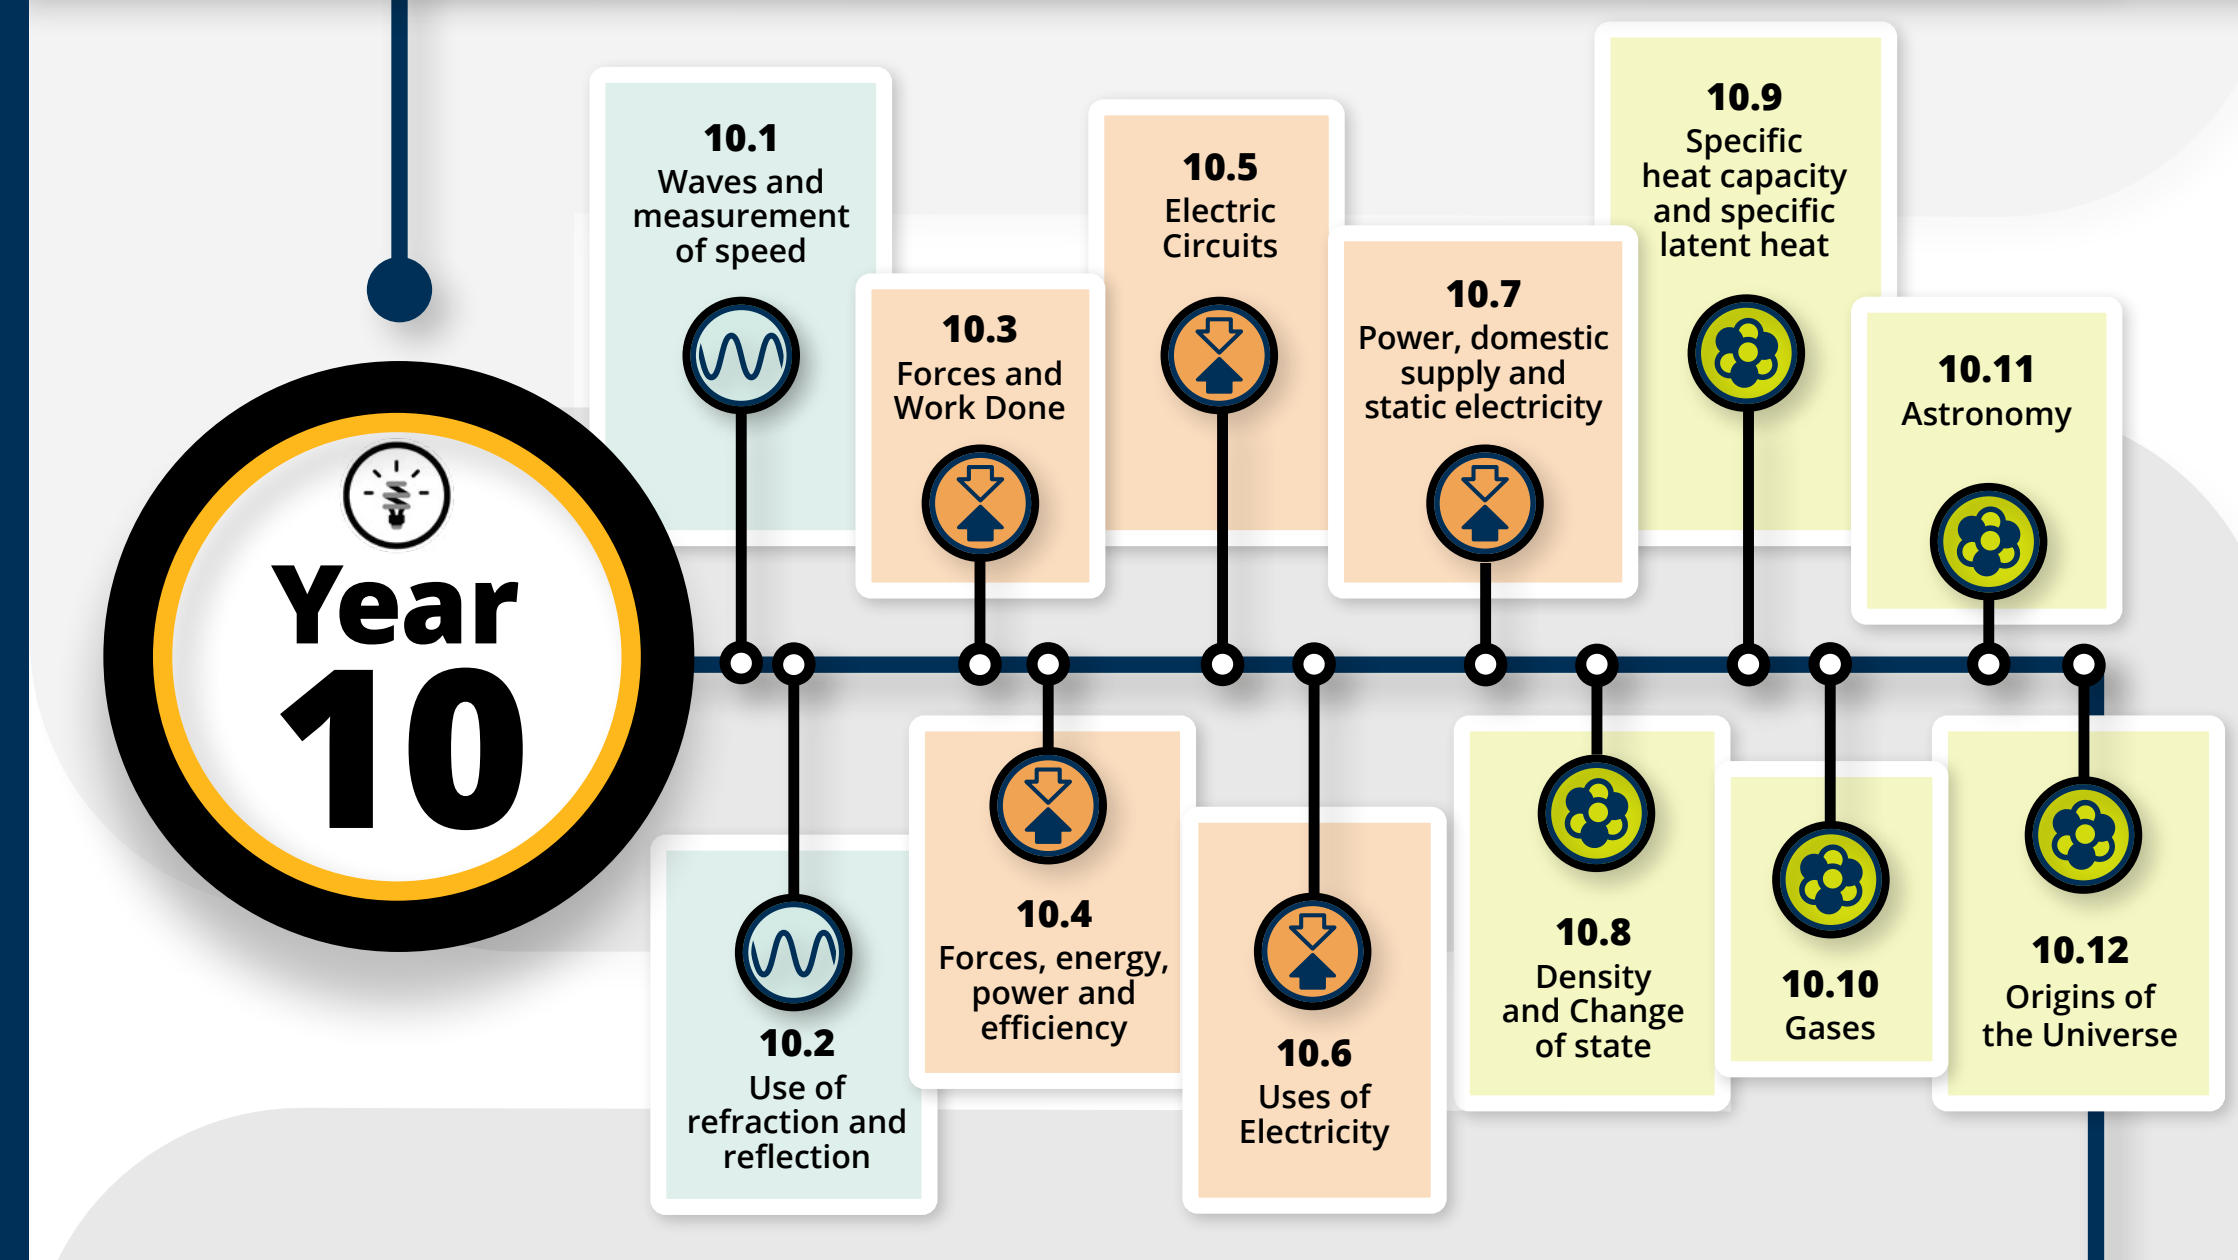 Year
10
10.1
Waves and
measurement
of speed
10.2
Use of
refraction and
reflection
10.3
Forces and
Work Done
10.4
Forces, energy,
power and
efficiency
10.5
Electric
Circuits
10.6
Uses of
Electricity
10.7
Power, domestic
supply and
static electricity
10.8
Density
and Change
of state
10.9
Specific
heat capacity
and specific
latent heat
10.10
Gases
10.11
Astronomy
10.12
Origins of
the Universe